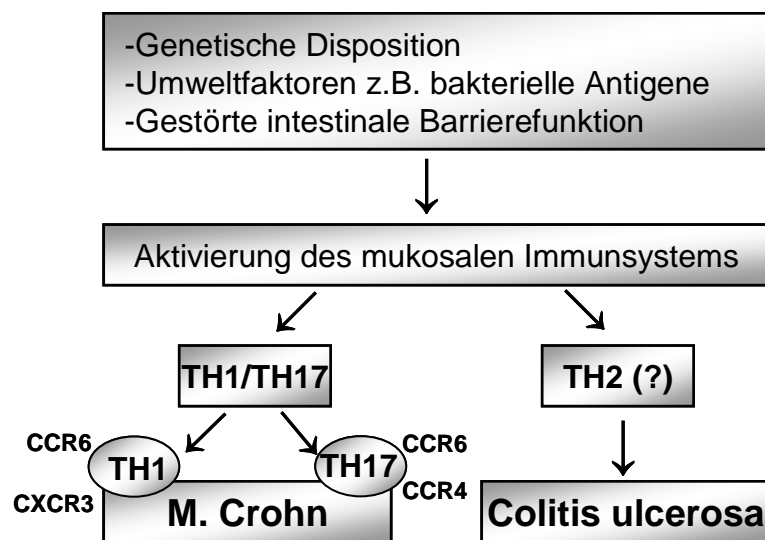 -Genetische Disposition
-Umweltfaktoren z.B. bakterielle Antigene
-Gestörte intestinale Barrierefunktion
Aktivierung des mukosalen Immunsystems
TH1/TH17
TH2 (?)
CCR6
TH1
CXCR3
CCR6
TH17
CCR4
M. Crohn
Colitis ulcerosa